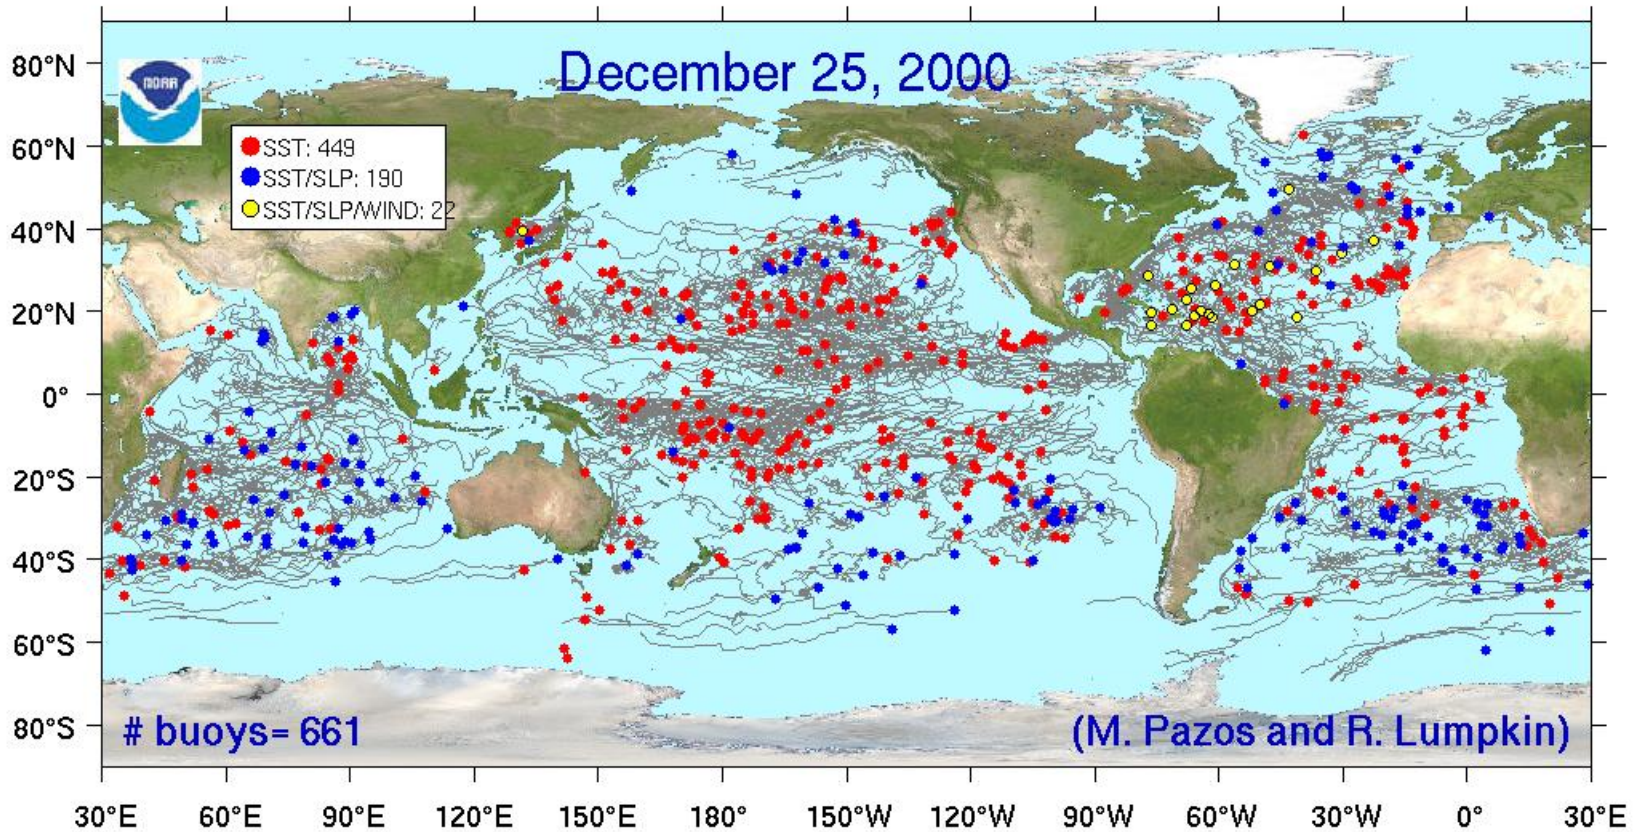 December 25, 2000
80°N
60°N
40°N
20°N
0°
20°S
40°S
60°S
80°S
NOAA
SST: 449
SST/SLP: 190
SST/SLP/WIND: 22
# buoys= 661
(M. Pazos and R. Lumpkin)
30°E 60°E 90°E 120°E 150°E 180° 150°W 120°W 90°W 60°W 30°W 0° 30°E